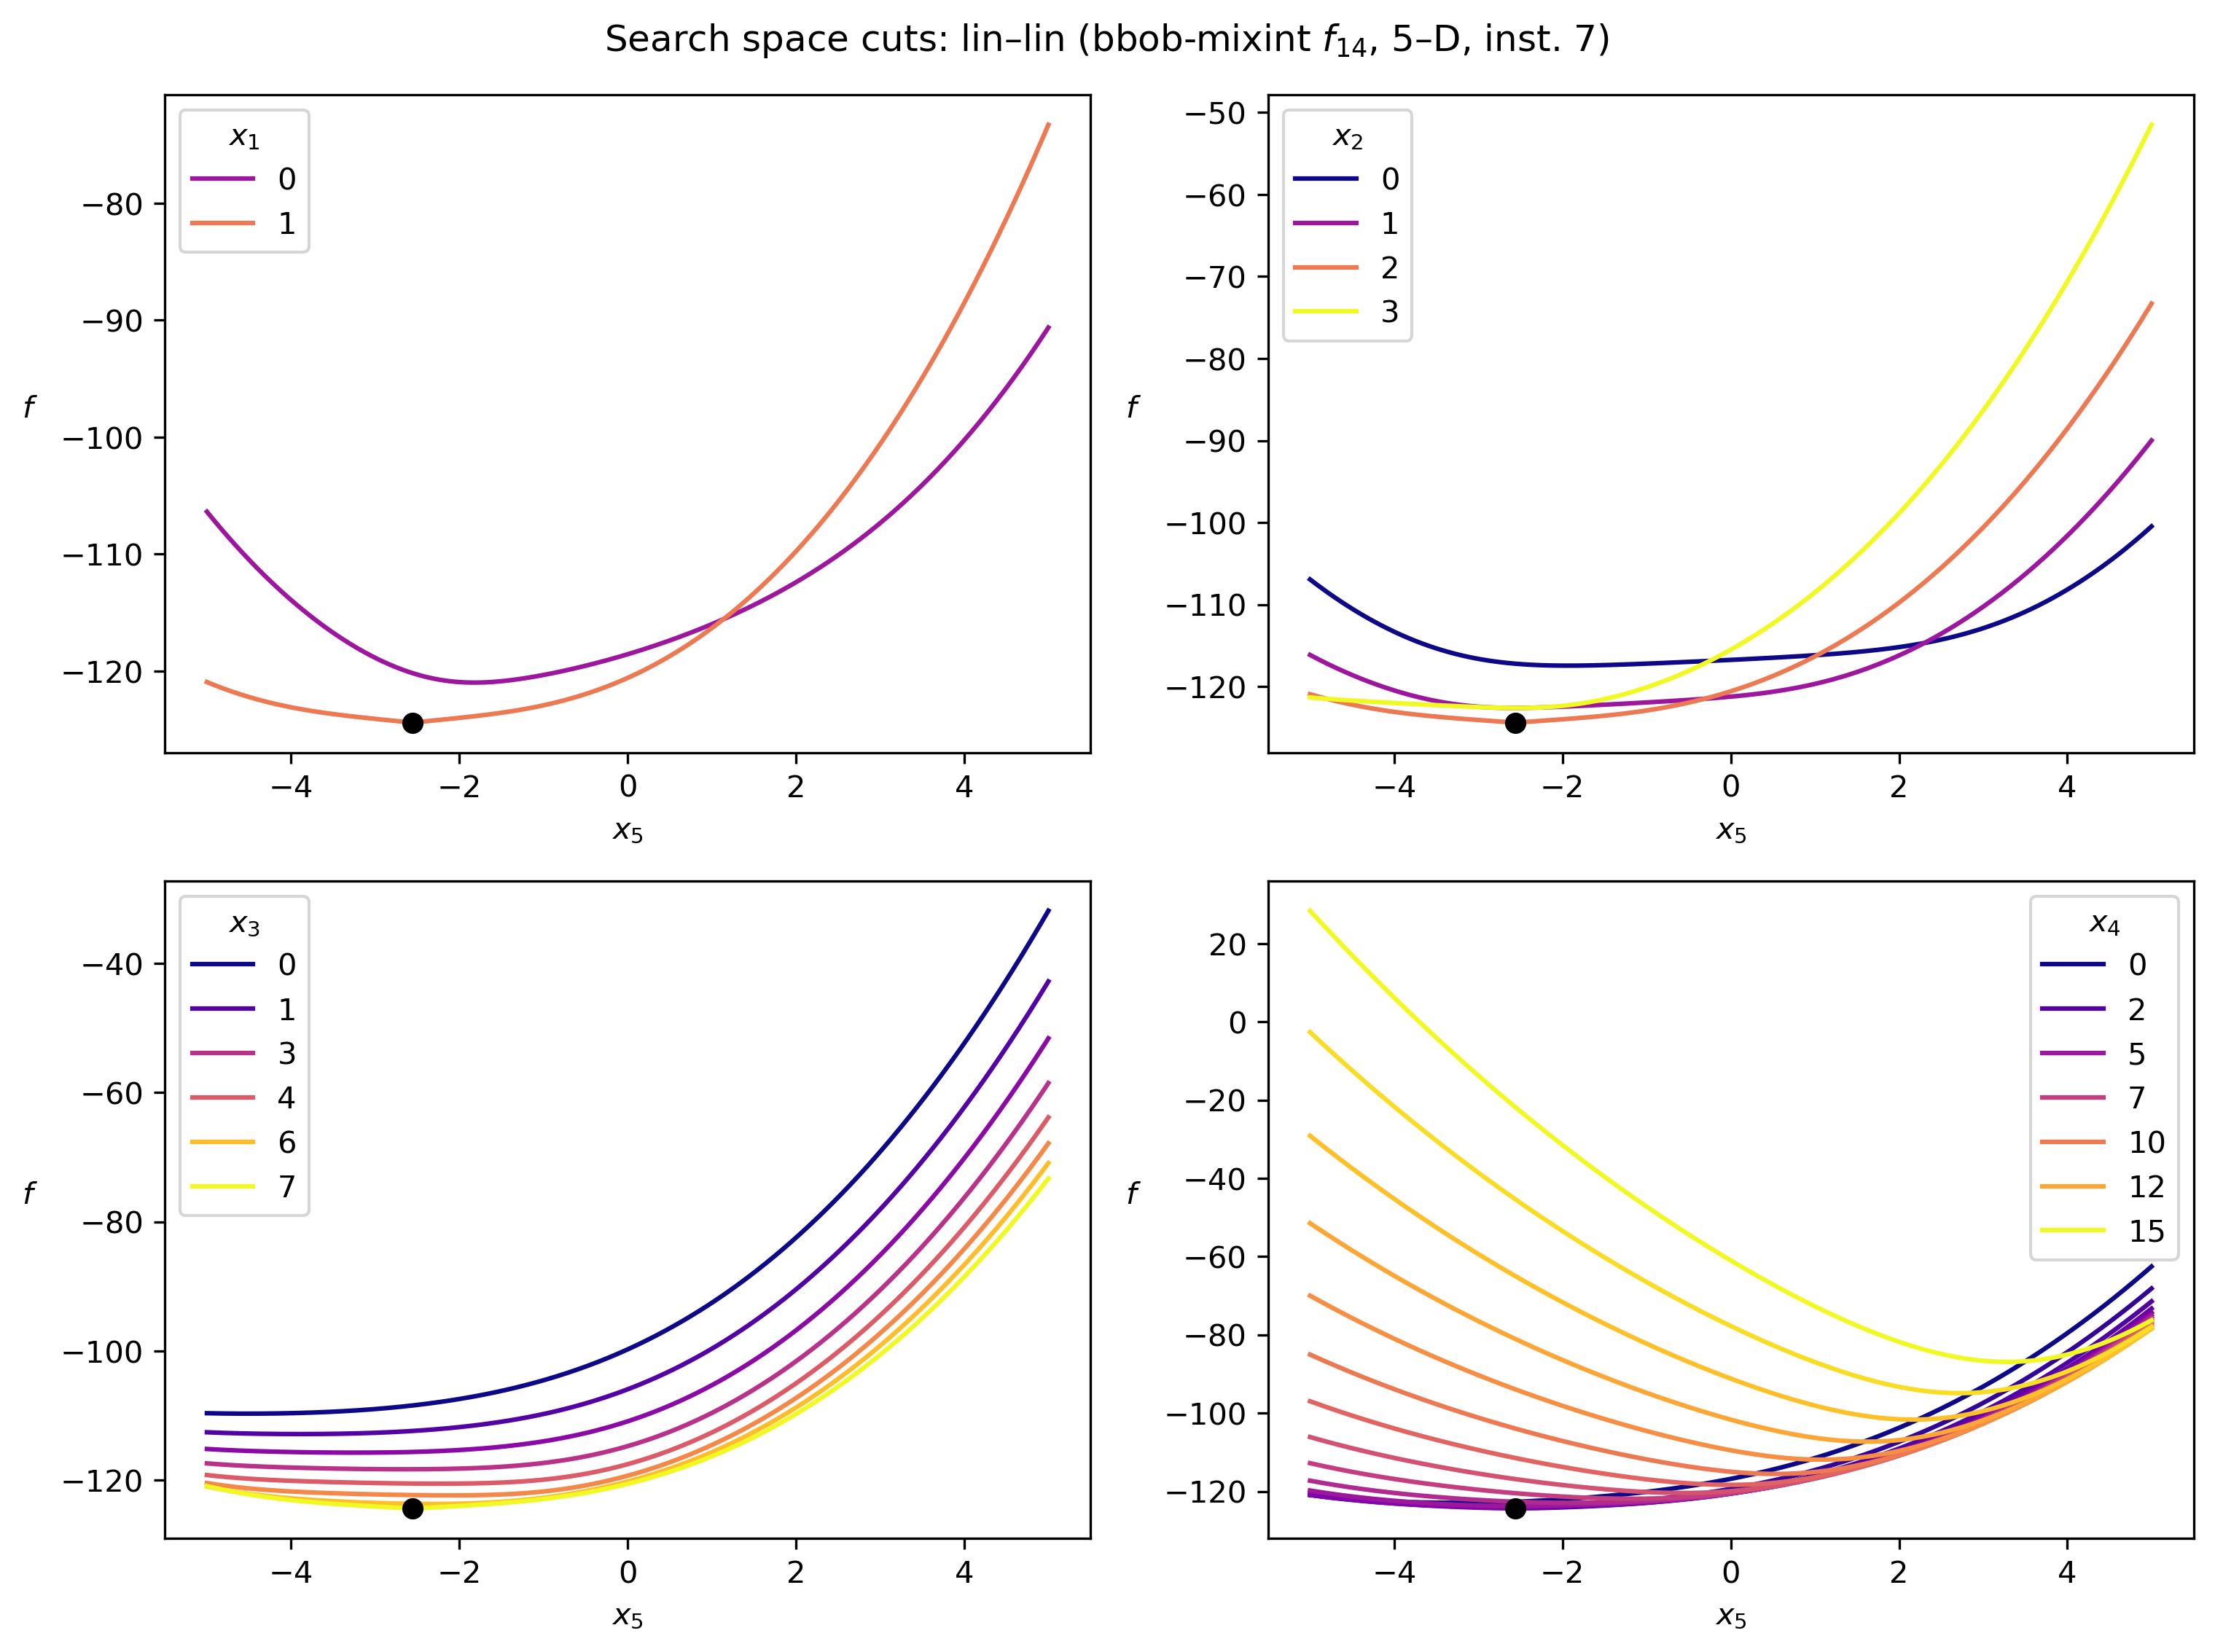 Search space cuts: lin–lin (bbob-mixint f14, 5–D, inst. 7)
x1
0
1
−80
−90
−100
−110
−120
f
−4 −2 0 2 4
x5
x2
0
1
2
3
−50
−60
−70
−80
−90
−100
−110
−120
f
−4 −2 0 2 4
x5
x3
0
1
3
4
6
7
−40
−60
−80
−100
−120
f
−4 −2 0 2 4
x5
x4
0
2
5
7
10
12
15
20
0
−20
−40
−60
−80
−100
−120
f
−4 −2 0 2 4
x5